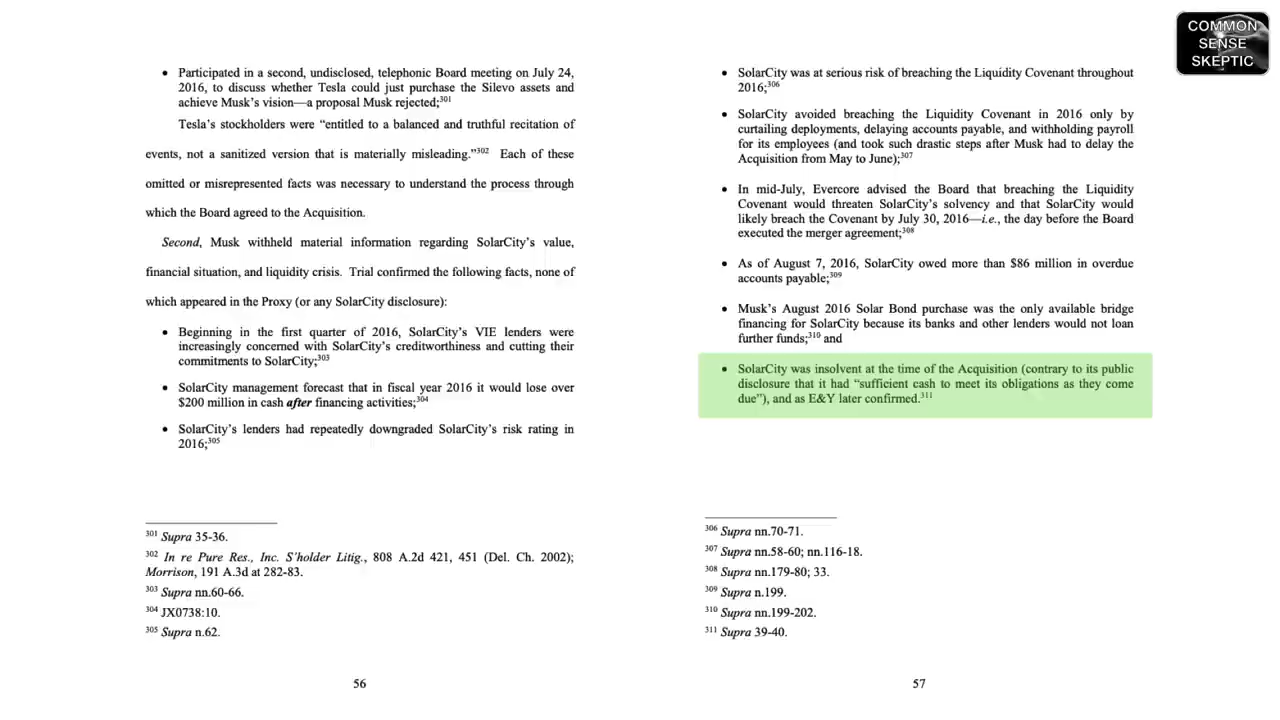 • Participated in a second, undisclosed, telephonic Board meeting on July 24,
2016, to discuss whether Tesla could just purchase the Silevo assets and
achieve Musk's vision—a proposal Musk rejected;301
Tesla's stockholders were “entitled to a balanced and truthful recitation of
events, not a sanitized version that is materially misleading.”302 Each of these
omitted or misrepresented facts was necessary to understand the process through
which the Board agreed to the Acquisition.
Second, Musk withheld material information regarding SolarCity's value,
financial situation, and liquidity crisis. Trial confirmed the following facts, none of
which appeared in the Proxy (or any SolarCity disclosure):
• Beginning in the first quarter of 2016, SolarCity's VIE lenders were
increasingly concerned with SolarCity's creditworthiness and cutting their
commitments to SolarCity;303
• SolarCity management forecast that in fiscal year 2016 it would lose over
$200 million in cash after financing activities;304
• SolarCity's lenders had repeatedly downgraded SolarCity's risk rating in
2016;305
301 Supra 35-36.
302 In re Pure Res., Inc. S'holder Litig., 808 A.2d 421, 451 (Del. Ch. 2002);
Morrison, 191 A.3d at 282-83.
303 Supra nn.60-66.
304 JX0738:10.
305 Supra n.62.
56
• SolarCity was at serious risk of breaching the Liquidity Covenant throughout
2016;306
• SolarCity avoided breaching the Liquidity Covenant in 2016 only by
curtailing deployments, delaying accounts payable, and withholding payroll
for its employees (and took such drastic steps after Musk had to delay the
Acquisition from May to June);307
• In mid-July, Evercore advised the Board that breaching the Liquidity
Covenant would threaten SolarCity's solvency and that SolarCity would
likely breach the Covenant by July 30, 2016—i.e., the day before the Board
executed the merger agreement;308
• As of August 7, 2016, SolarCity owed more than $86 million in overdue
accounts payable;309
• Musk's August 2016 Solar Bond purchase was the only available bridge
financing for SolarCity because its banks and other lenders would not loan
further funds;310 and
• SolarCity was insolvent at the time of the Acquisition (contrary to its public
disclosure that it had “sufficient cash to meet its obligations as they come
due”), and as E&Y later confirmed.311
306 Supra nn.70-71.
307 Supra nn.58-60; nn.116-18.
308 Supra nn.179-80; 33.
309 Supra n.199.
310 Supra nn.199-202.
311 Supra 39-40.
57
COMMON
SENSE
SKEPTIC